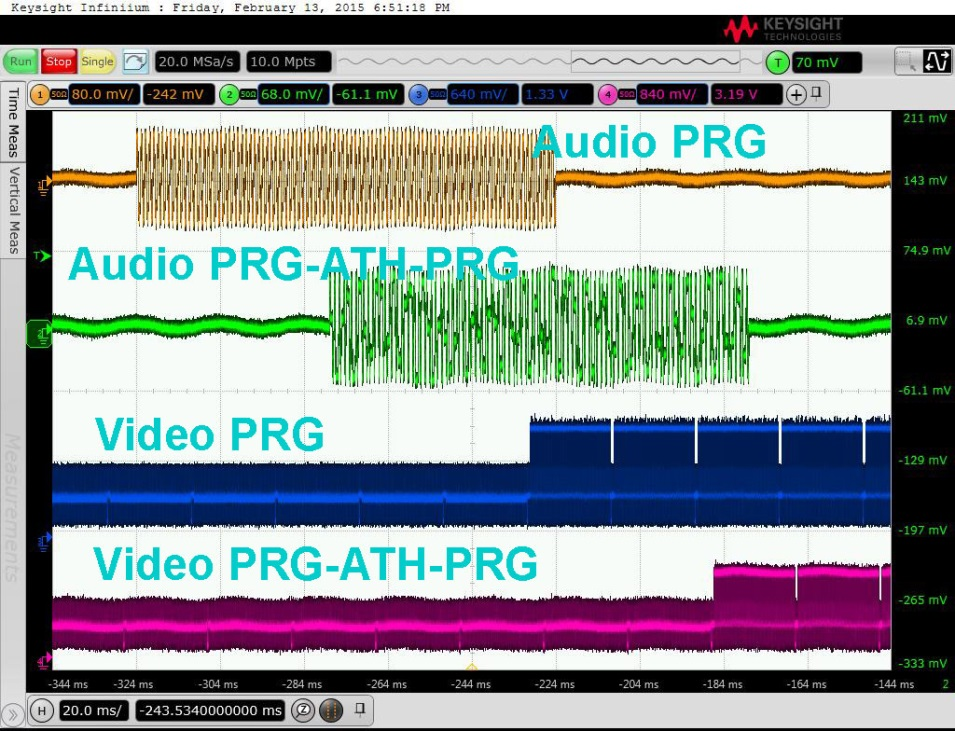 Keysight Infiniium : Friday, February 13, 2015 6:51:18 PM
KEYSIGHT
TECHNOLOGIES
Run Stop Single 20.0 MSa/s 10.0 Mpts T 70 mV
1 50Ω 80.0 mV/ -242 mV 2 50Ω 68.0 mV/ -61.1 mV 3 50Ω 640 mV/ 1.33 V 4 50Ω 840 mV/ 3.19 V
Time Meas
Vertical Meas
Measurements
211 mV
Audio PRG
143 mV
74.9 mV
Audio PRG-ATH-PRG
6.9 mV
-61.1 mV
Video PRG
-129 mV
-197 mV
Video PRG-ATH-PRG
-265 mV
-333 mV
-344 ms -324 ms -304 ms -284 ms -264 ms -244 ms -224 ms -204 ms -184 ms -164 ms -144 ms 2
H 20.0 ms/ -243.5340000000 ms Z